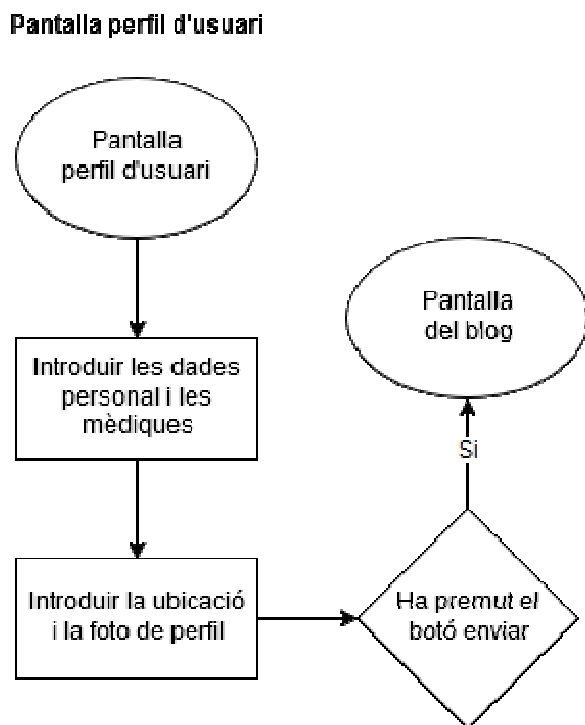 Pantalla perfil d'usuari
Pantalla
perfil d'usuari
Introduir les dades
personal i les
mèdiques
Introduir la ubicació
i la foto de perfil
Ha premut el
botó enviar
Si
Pantalla
del blog